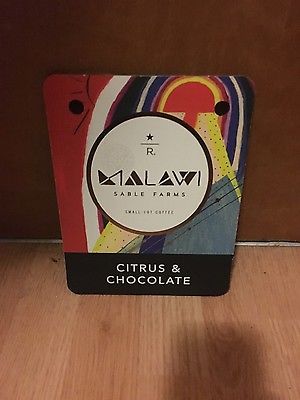 ★
R.
MALAWI
SABLE FARMS
SMALL-LOT COFFEE
CITRUS &
CHOCOLATE